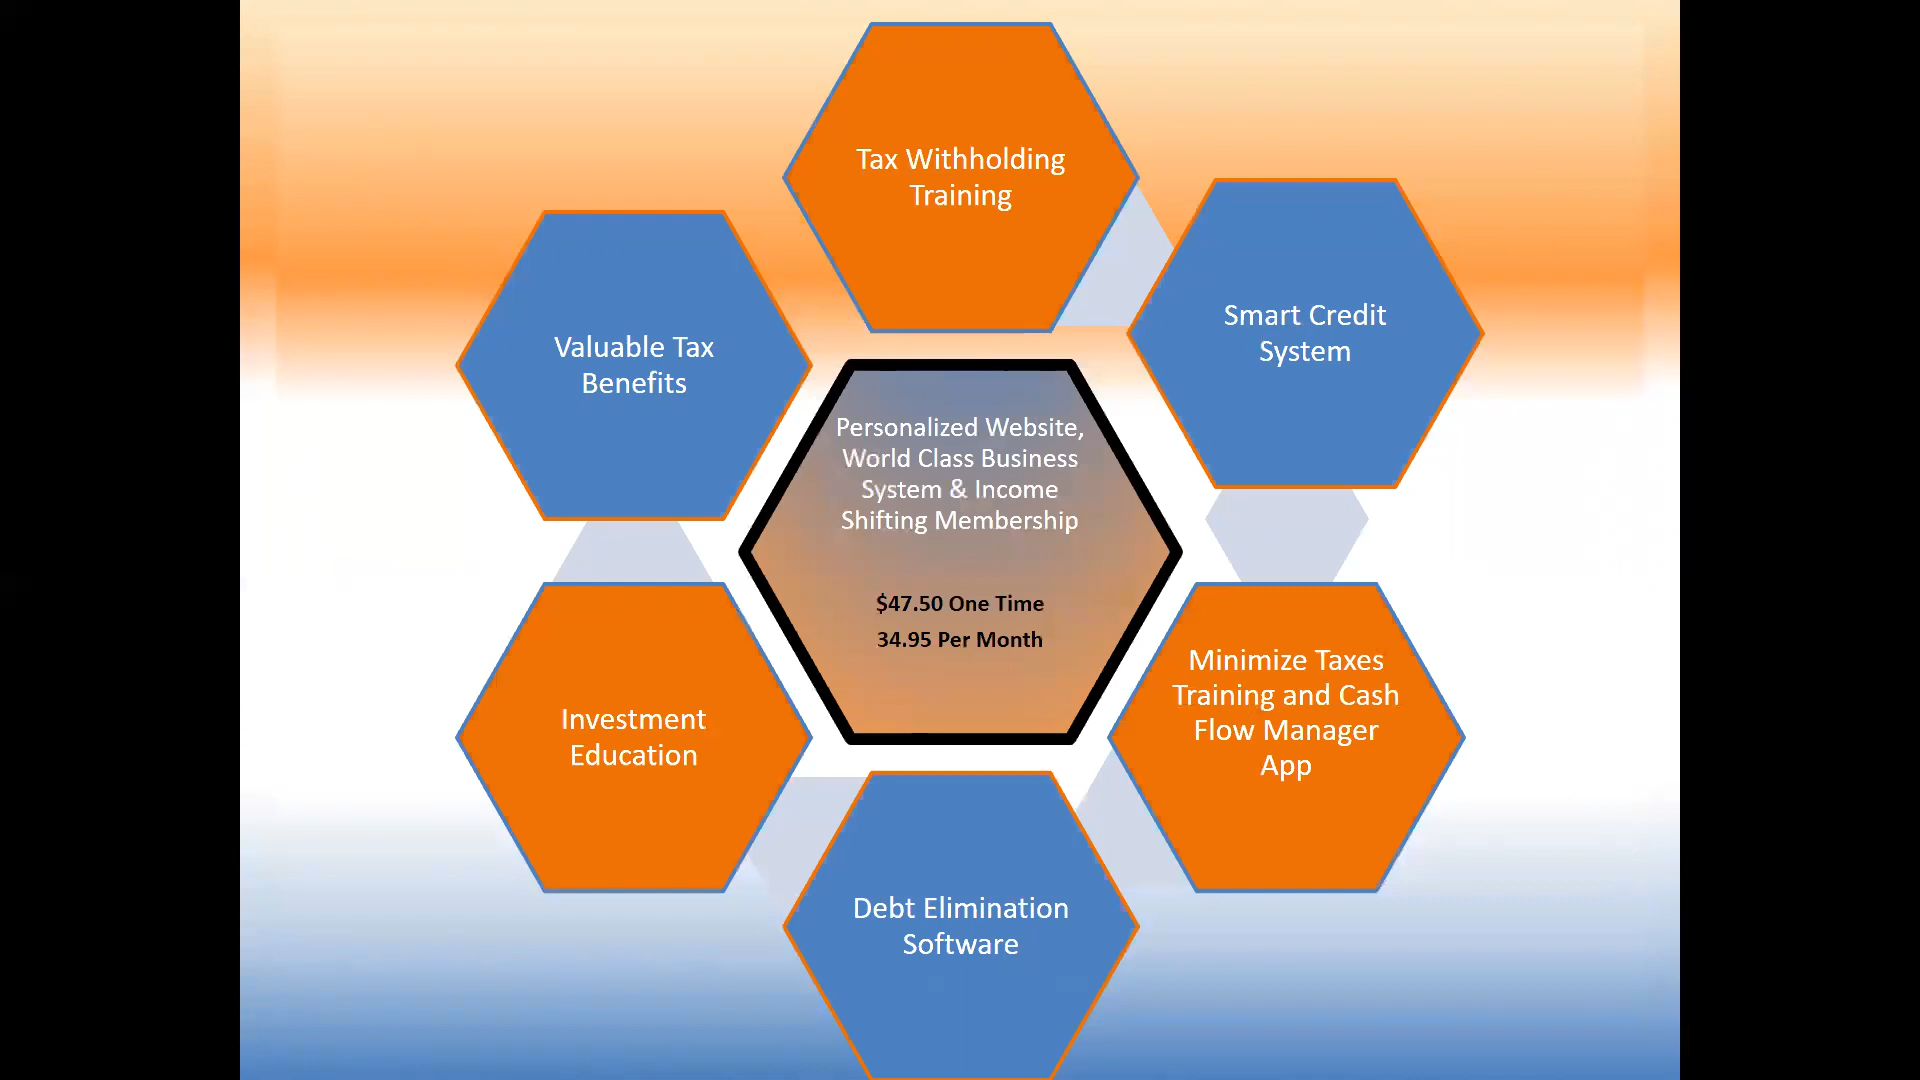 Tax Withholding
Training
Smart Credit
System
Valuable Tax
Benefits
Personalized Website,
World Class Business
System & Income
Shifting Membership
$47.50 One Time
34.95 Per Month
Minimize Taxes
Training and Cash
Flow Manager
App
Investment
Education
Debt Elimination
Software